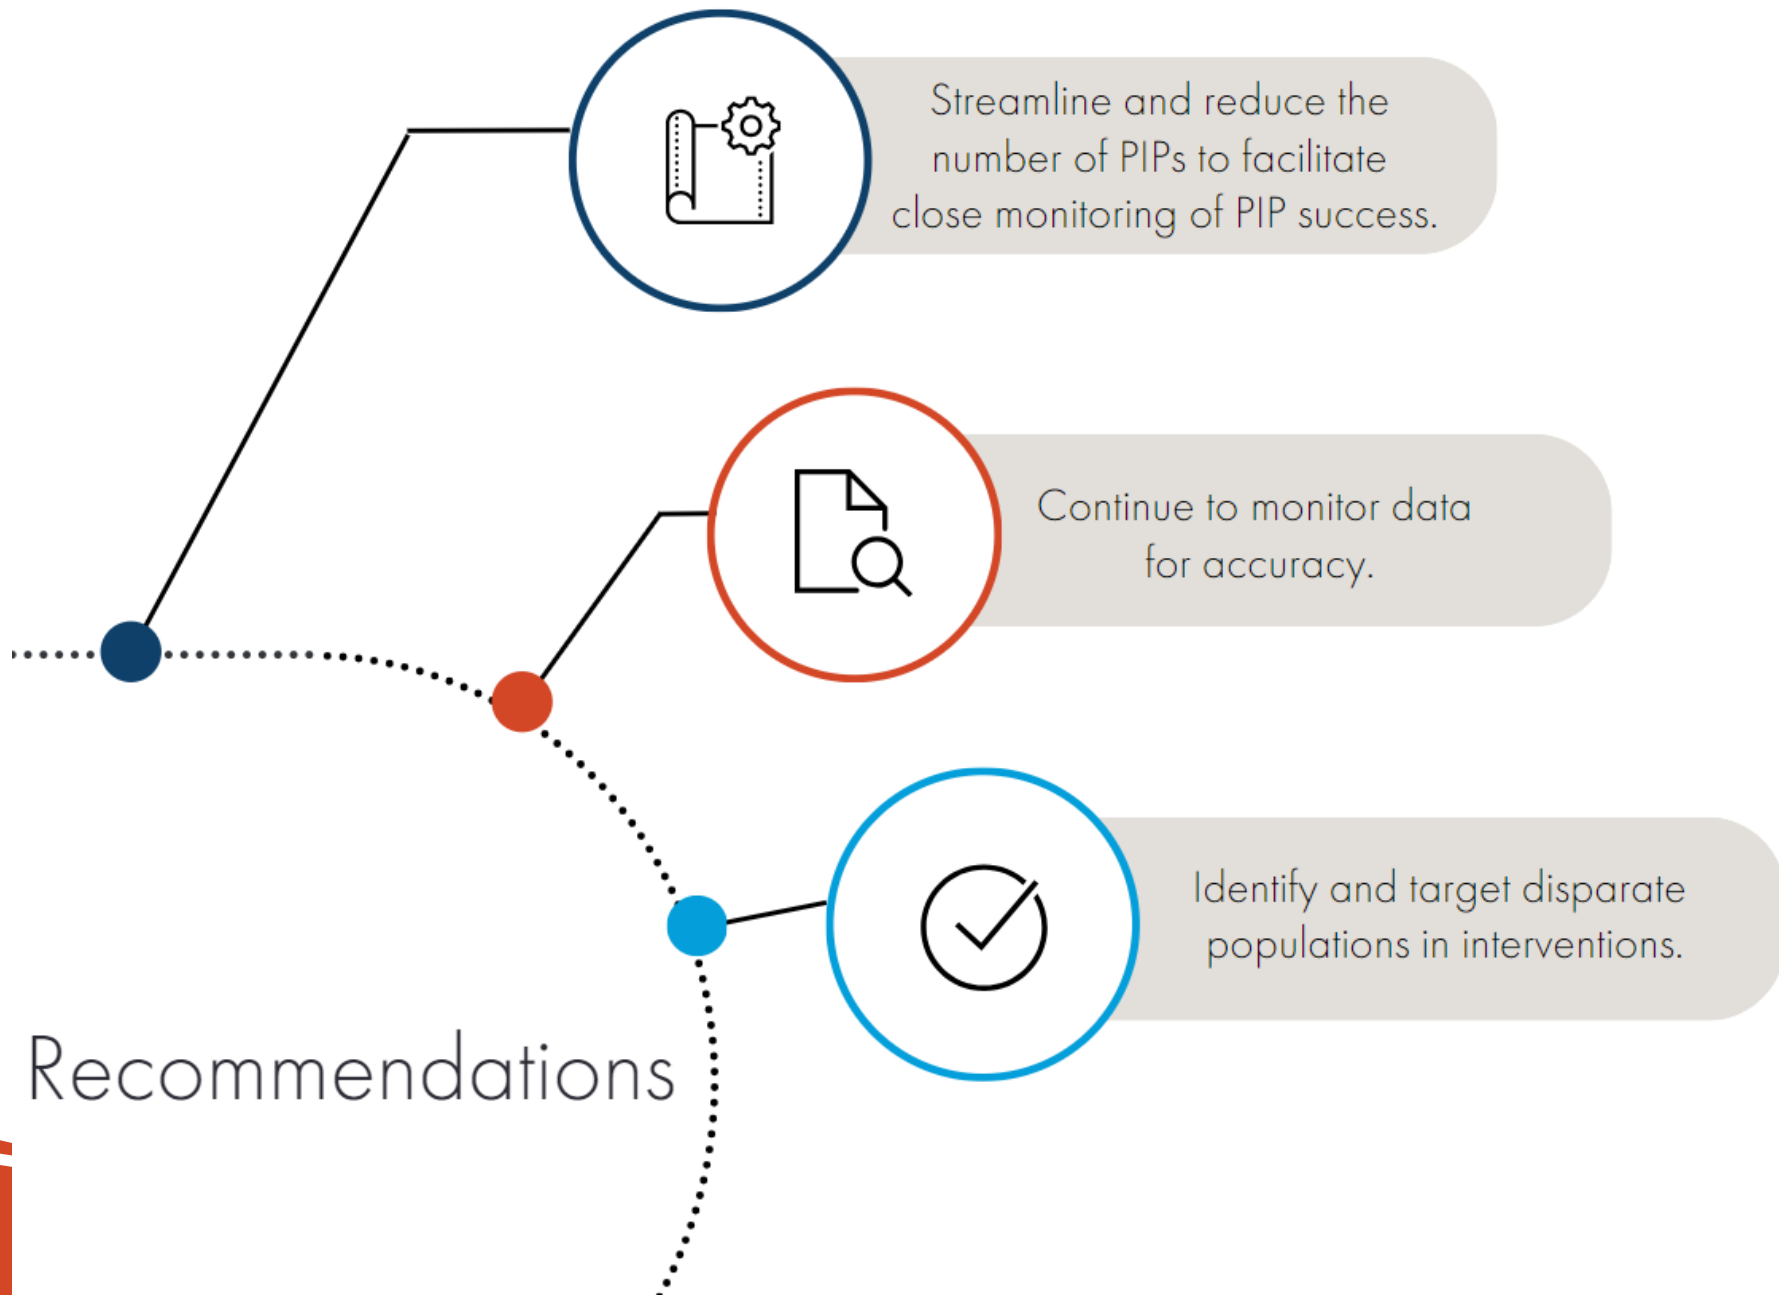 Streamline and reduce the
number of PIPs to facilitate
close monitoring of PIP success.
Continue to monitor data
for accuracy.
Identify and target disparate
populations in interventions.
Recommendations